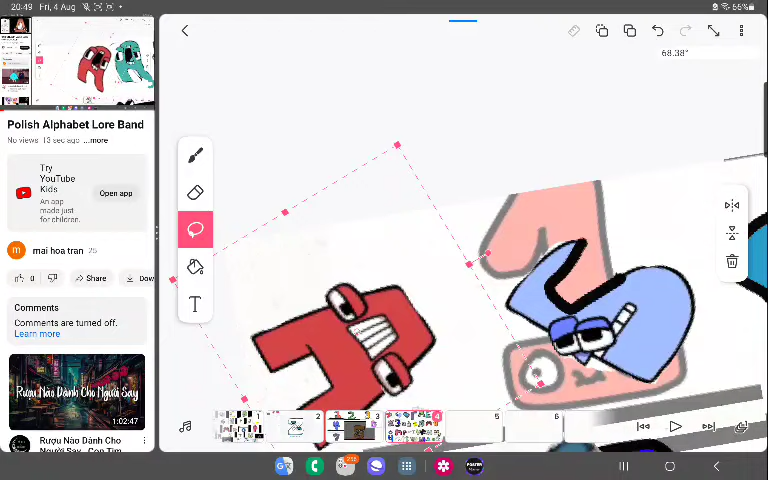 20:49 Fri, 4 Aug
66%
68.38°
Polish Alphabet Lore Band
No views 13 sec ago ...more
Try
YouTube
Kids
An app
made just
for children.
Open app
m mai hoa tran 25
0
Share
Dow
Comments
Comments are turned off.
Learn more
Rượu Nào Dành Cho Người Say
1:02:47
Rượu Nào Dành Cho
T
1
2
3
4
5
6